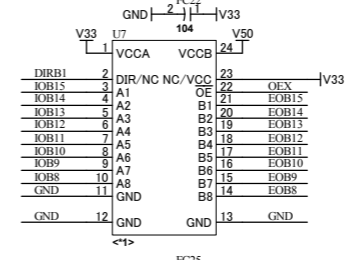 GND 2 1 V33
104
V33 U7 V50
1 VCCA VCCB 24
DIRB1 2 DIR/NC NC/VCC 23 V33
IOB15 3 A1 OE 22 OEX
IOB14 4 A2 B1 21 EOB15
IOB13 5 A3 B2 20 EOB14
IOB12 6 A4 B3 19 EOB13
IOB11 7 A5 B4 18 EOB12
IOB10 8 A6 B5 17 EOB11
IOB9 9 A7 B6 16 EOB10
IOB8 10 A8 B7 15 EOB9
GND 11 GND B8 14 EOB8
GND 12 GND GND 13 GND
<*1>